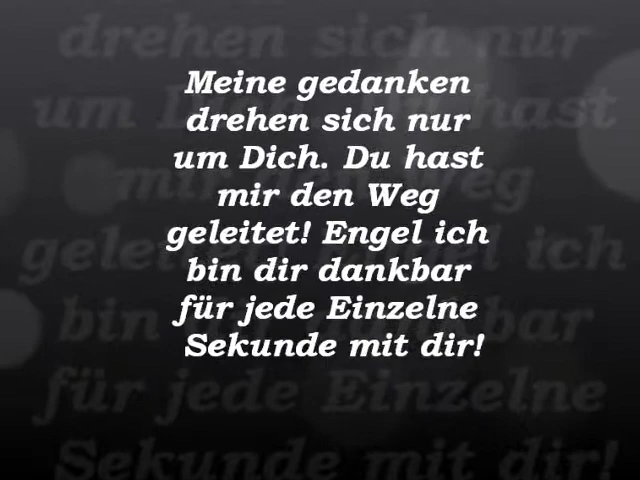 Meine gedanken
drehen sich nur
um Dich. Du hast
mir den Weg
geleitet! Engel ich
bin dir dankbar
für jede Einzelne
Sekunde mit dir!